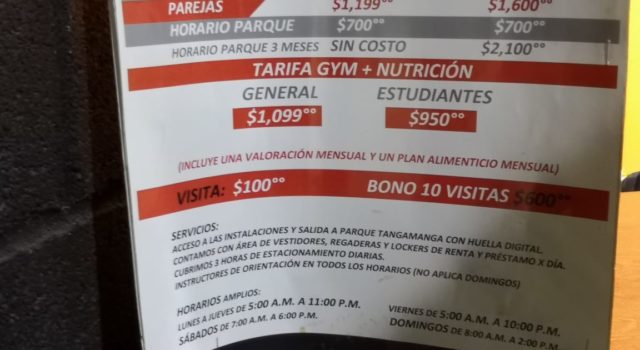 PAREJAS $1,199°° $1,600°°
HORARIO PARQUE $700°° $700°°
HORARIO PARQUE 3 MESES SIN COSTO $2,100°°
TARIFA GYM + NUTRICIÓN
GENERAL ESTUDIANTES
$1,099°° $950°°
(INCLUYE UNA VALORACIÓN MENSUAL Y UN PLAN ALIMENTICIO MENSUAL)
VISITA: $100°° BONO 10 VISITAS $600°°
SERVICIOS:
ACCESO A LAS INSTALACIONES Y SALIDA A PARQUE TANGAMANGA CON HUELLA DIGITAL.
CONTAMOS CON ÁREA DE VESTIDORES, REGADERAS Y LOCKERS DE RENTA Y PRÉSTAMO X DÍA.
CUBRIMOS 3 HORAS DE ESTACIONAMIENTO DIARIAS.
INSTRUCTORES DE ORIENTACIÓN EN TODOS LOS HORARIOS (NO APLICA DOMINGOS)
HORARIOS AMPLIOS:
LUNES A JUEVES DE 5:00 A.M. A 11:00 P.M. VIERNES DE 5:00 A.M. A 10:00 P.M.
SÁBADOS DE 7:00 A.M. A 6:00 P.M. DOMINGOS DE 8:00 A.M. A 2:00 P.M.